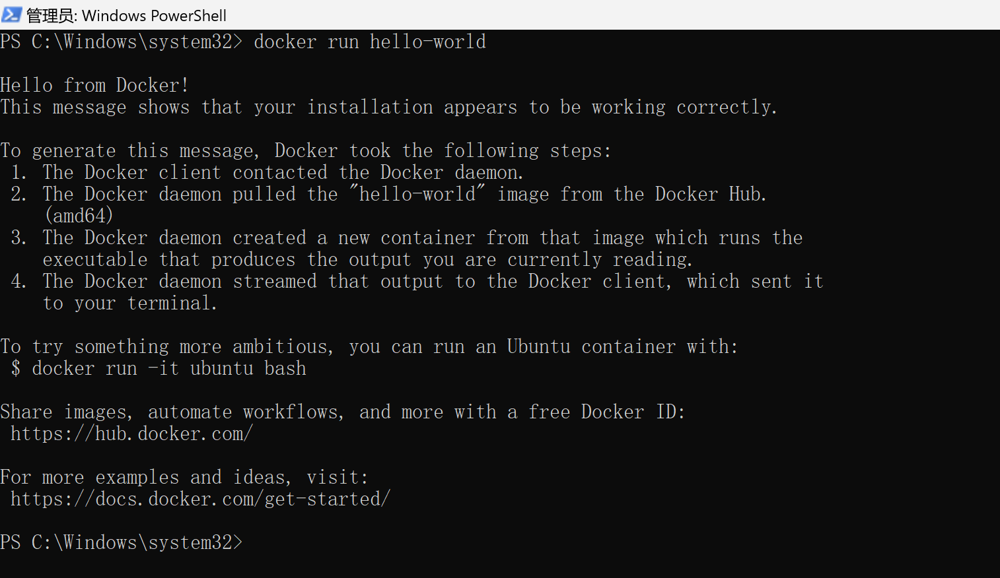 管理员: Windows PowerShell
PS C:\Windows\system32> docker run hello-world
Hello from Docker!
This message shows that your installation appears to be working correctly.
To generate this message, Docker took the following steps:
1. The Docker client contacted the Docker daemon.
2. The Docker daemon pulled the "hello-world" image from the Docker Hub.
(amd64)
3. The Docker daemon created a new container from that image which runs the
executable that produces the output you are currently reading.
4. The Docker daemon streamed that output to the Docker client, which sent it
to your terminal.
To try something more ambitious, you can run an Ubuntu container with:
$ docker run -it ubuntu bash
Share images, automate workflows, and more with a free Docker ID:
https://hub.docker.com/
For more examples and ideas, visit:
https://docs.docker.com/get-started/
PS C:\Windows\system32>